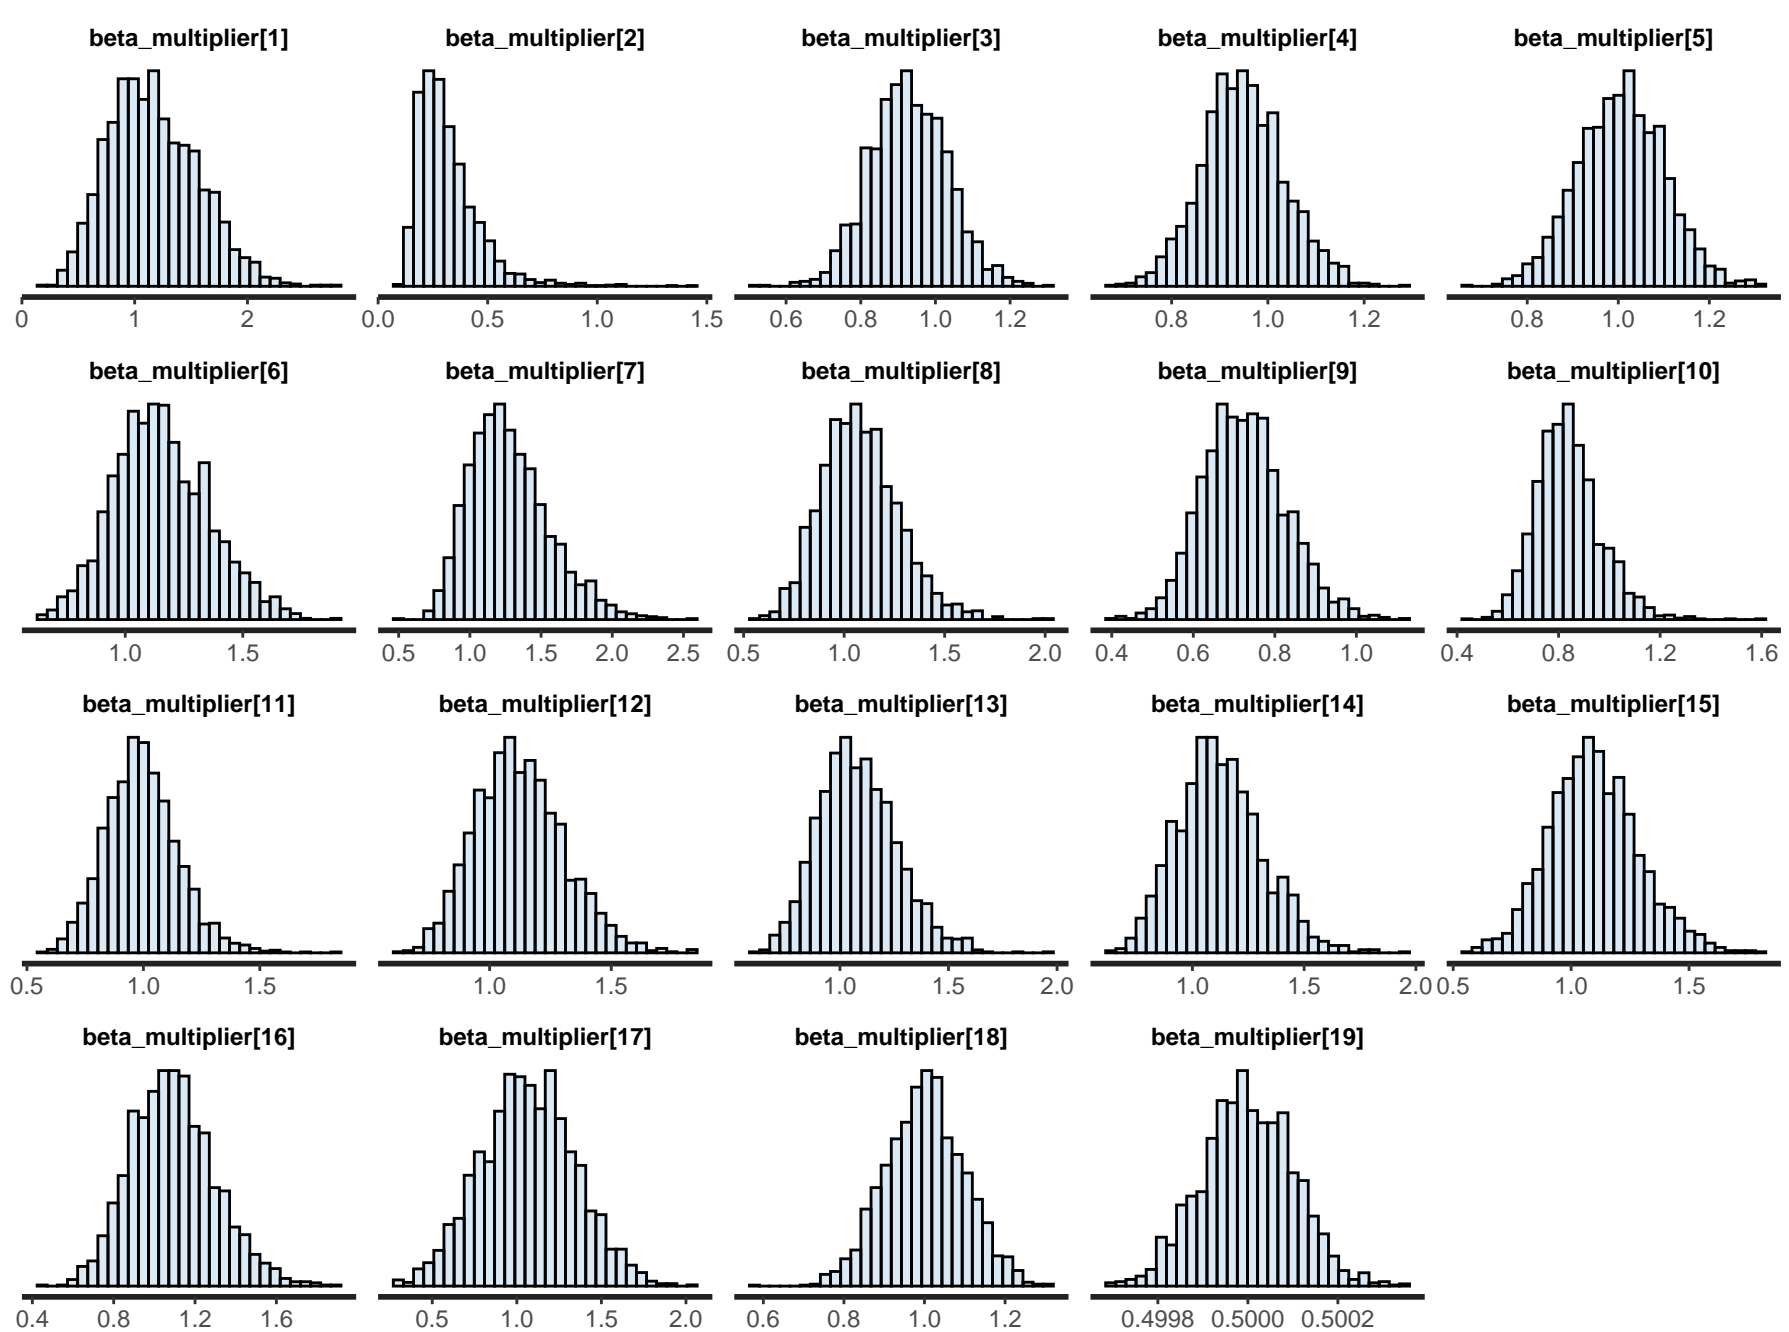 beta_multiplier[1] beta_multiplier[2] beta_multiplier[3] beta_multiplier[4] beta_multiplier[5]
0 1 2 0.0 0.5 1.0 1.5 0.6 0.8 1.0 1.2 0.8 1.0 1.2 0.8 1.0 1.2
beta_multiplier[6] beta_multiplier[7] beta_multiplier[8] beta_multiplier[9] beta_multiplier[10]
1.0 1.5 0.5 1.0 1.5 2.0 2.5 0.5 1.0 1.5 2.0 0.4 0.6 0.8 1.0 0.4 0.8 1.2 1.6
beta_multiplier[11] beta_multiplier[12] beta_multiplier[13] beta_multiplier[14] beta_multiplier[15]
0.5 1.0 1.5 1.0 1.5 1.0 1.5 2.0 1.0 1.5 2.0 0.5 1.0 1.5
beta_multiplier[16] beta_multiplier[17] beta_multiplier[18] beta_multiplier[19]
0.4 0.8 1.2 1.6 0.5 1.0 1.5 2.0 0.6 0.8 1.0 1.2 0.4998 0.5000 0.5002